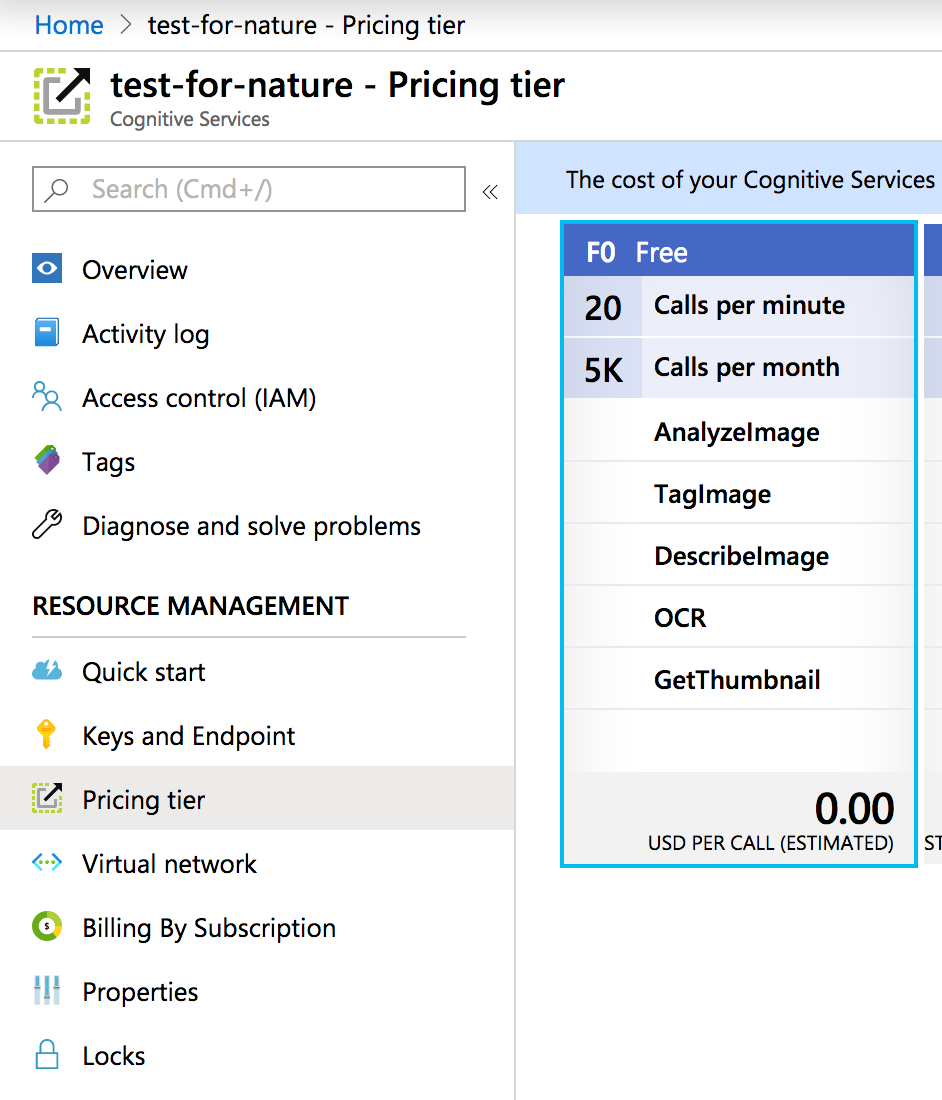 Home > test-for-nature - Pricing tier
test-for-nature - Pricing tier
Cognitive Services
Search (Cmd+/)
«
Overview
Activity log
Access control (IAM)
Tags
Diagnose and solve problems
RESOURCE MANAGEMENT
Quick start
Keys and Endpoint
Pricing tier
Virtual network
Billing By Subscription
Properties
Locks
The cost of your Cognitive Services
F0 Free
20 Calls per minute
5K Calls per month
AnalyzeImage
TagImage
DescribeImage
OCR
GetThumbnail
0.00
USD PER CALL (ESTIMATED)
ST